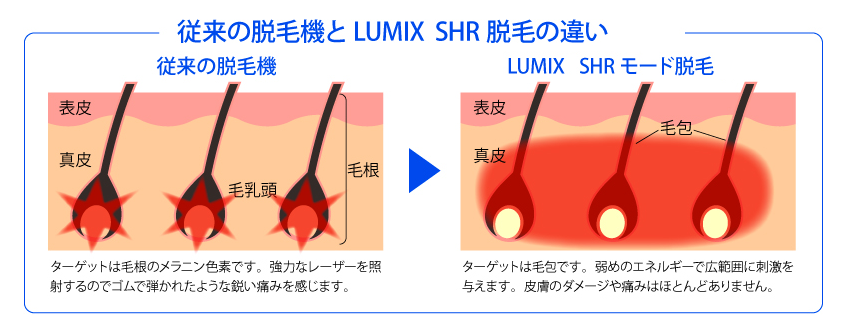 従来の脱毛機と LUMIX SHR 脱毛の違い
従来の脱毛機
表皮
真皮
毛乳頭
毛根
ターゲットは毛根のメラニン色素です。強力なレーザーを照
射するのでゴムで弾かれたような鋭い痛みを感じます。
LUMIX SHR モード脱毛
表皮
毛包
真皮
ターゲットは毛包です。弱めのエネルギーで広範囲に刺激を
与えます。皮膚のダメージや痛みはほとんどありません。